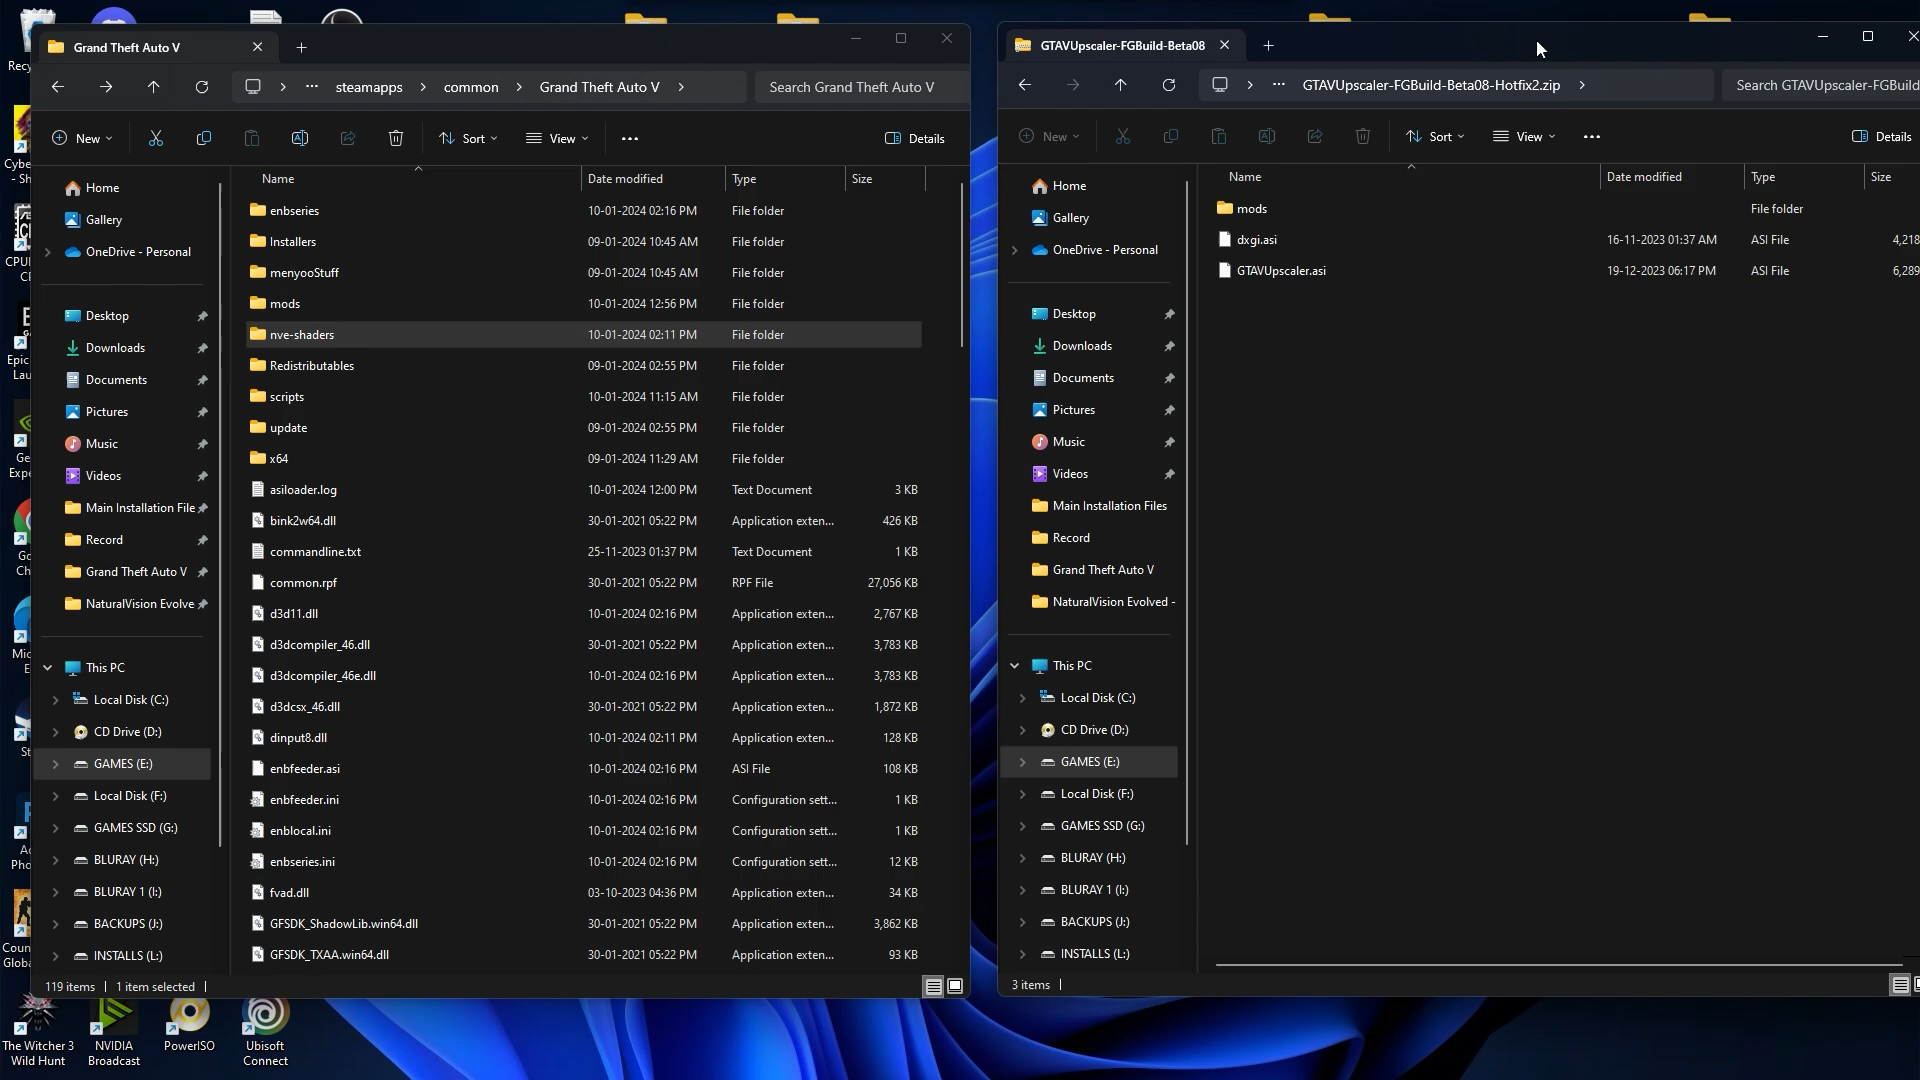 Grand Theft Auto V
steamapps
common
Grand Theft Auto V
Search Grand Theft Auto V
New
Sort
View
Details
Name
Date modified
Type
Size
Home
Gallery
OneDrive - Personal
Desktop
Downloads
Documents
Pictures
Music
Videos
Main Installation File
Record
Grand Theft Auto V
NaturalVision Evolve
This PC
Local Disk (C:)
CD Drive (D:)
GAMES (E:)
Local Disk (F:)
GAMES SSD (G:)
BLURAY (H:)
BLURAY 1 (I:)
BACKUPS (J:)
INSTALLS (L:)
enbseries 10-01-2024 02:16 PM File folder
Installers 09-01-2024 10:45 AM File folder
menyooStuff 09-01-2024 10:45 AM File folder
mods 10-01-2024 12:56 PM File folder
nve-shaders 10-01-2024 02:11 PM File folder
Redistributables 09-01-2024 02:55 PM File folder
scripts 10-01-2024 11:15 AM File folder
update 09-01-2024 02:55 PM File folder
x64 09-01-2024 11:29 AM File folder
asiloader.log 10-01-2024 12:00 PM Text Document 3 KB
bink2w64.dll 30-01-2021 05:22 PM Application exten... 426 KB
commandline.txt 25-11-2023 01:37 PM Text Document 1 KB
common.rpf 30-01-2021 05:22 PM RPF File 27,056 KB
d3d11.dll 10-01-2024 02:16 PM Application exten... 2,767 KB
d3dcompiler_46.dll 30-01-2021 05:22 PM Application exten... 3,783 KB
d3dcompiler_46e.dll 10-01-2024 02:16 PM Application exten... 3,783 KB
d3dcsx_46.dll 30-01-2021 05:22 PM Application exten... 1,872 KB
dinput8.dll 10-01-2024 02:11 PM Application exten... 128 KB
enbfeeder.asi 10-01-2024 02:16 PM ASI File 108 KB
enbfeeder.ini 10-01-2024 02:16 PM Configuration sett... 1 KB
enblocal.ini 10-01-2024 02:16 PM Configuration sett... 1 KB
enbseries.ini 10-01-2024 02:16 PM Configuration sett... 12 KB
fvad.dll 03-10-2023 04:36 PM Application exten... 34 KB
GFSDK_ShadowLib.win64.dll 30-01-2021 05:22 PM Application exten... 3,862 KB
GFSDK_TXAA.win64.dll 30-01-2021 05:22 PM Application exten... 93 KB
119 items 1 item selected
GTAVUpscaler-FGBuild-Beta08
GTAVUpscaler-FGBuild-Beta08-Hotfix2.zip
Search GTAVUpscaler-FGBuild
New
Sort
View
Details
Name
Date modified
Type
Size
mods File folder
dxgi.asi 16-11-2023 01:37 AM ASI File 4,218
GTAVUpscaler.asi 19-12-2023 06:17 PM ASI File 6,289
Home
Gallery
OneDrive - Personal
Desktop
Downloads
Documents
Pictures
Music
Videos
Main Installation Files
Record
Grand Theft Auto V
NaturalVision Evolved -
This PC
Local Disk (C:)
CD Drive (D:)
GAMES (E:)
Local Disk (F:)
GAMES SSD (G:)
BLURAY (H:)
BLURAY 1 (I:)
BACKUPS (J:)
INSTALLS (L:)
3 items
Recy
Cybe
- Sh
CPU
Epic
Lau
Ge
Expe
Go
Ch
Mic
E
St
Ac
Pho
Coun
Globa
The Witcher 3
Wild Hunt
NVIDIA
Broadcast
PowerISO
Ubisoft
Connect